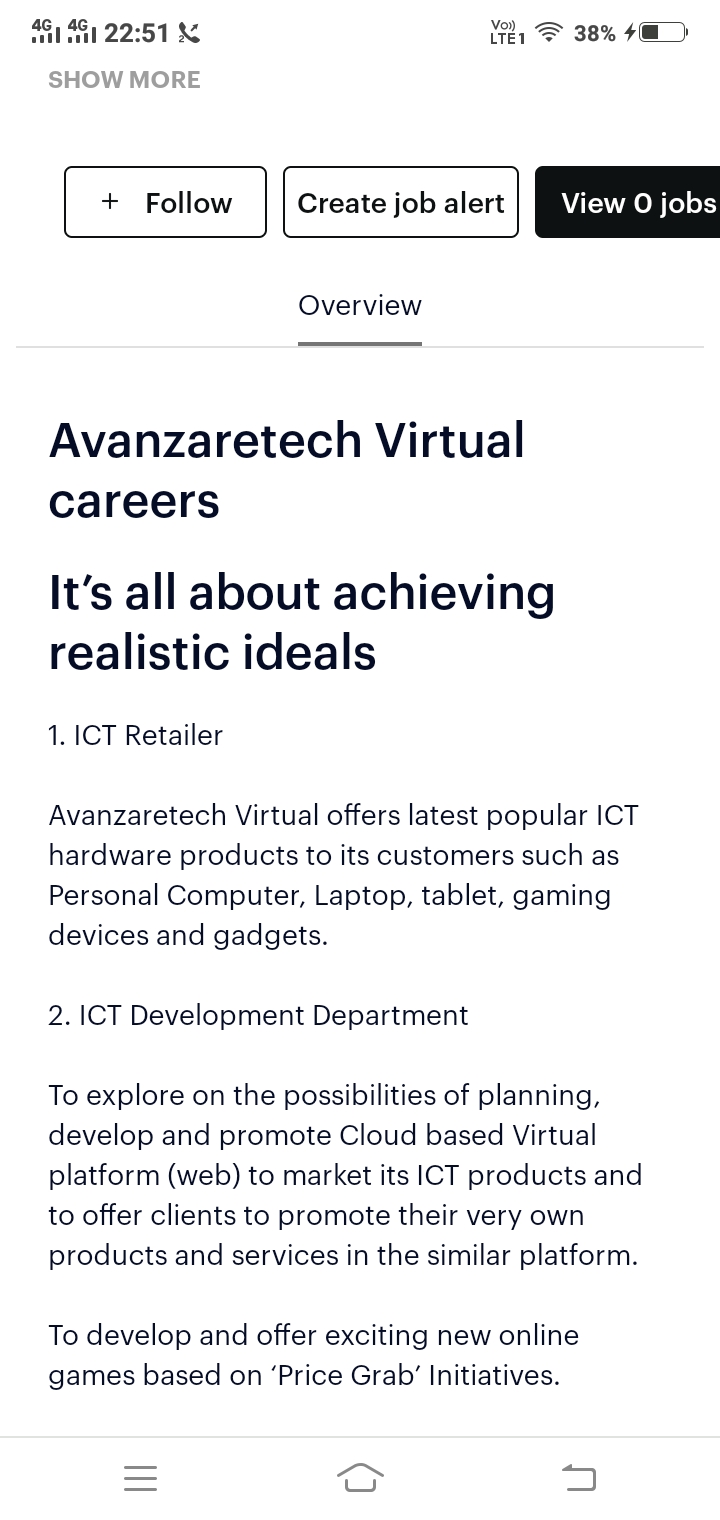 4G 4G 22:51 2 Vo)) LTE1 38%
SHOW MORE
+ Follow Create job alert View 0 jobs
Overview
Avanzaretech Virtual
careers
It’s all about achieving
realistic ideals
1. ICT Retailer
Avanzaretech Virtual offers latest popular ICT
hardware products to its customers such as
Personal Computer, Laptop, tablet, gaming
devices and gadgets.
2. ICT Development Department
To explore on the possibilities of planning,
develop and promote Cloud based Virtual
platform (web) to market its ICT products and
to offer clients to promote their very own
products and services in the similar platform.
To develop and offer exciting new online
games based on ‘Price Grab’ Initiatives.